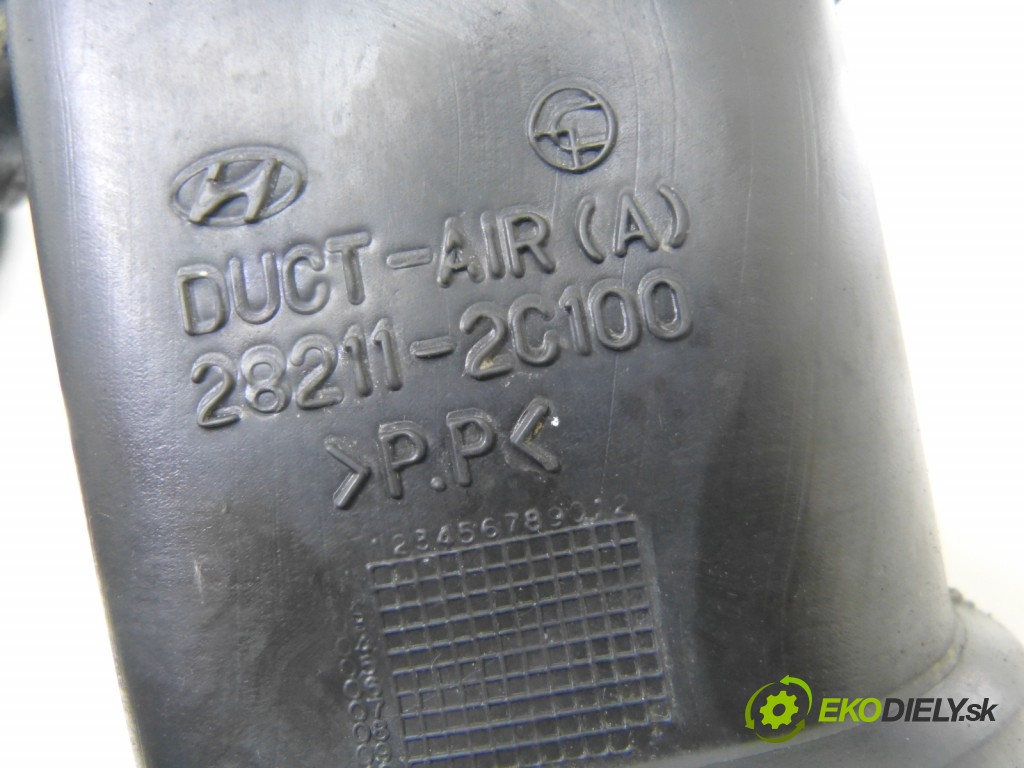 DUCT-AIR (A)
28211-2C100
>P.P<
123456789012
EKODIELY.sk